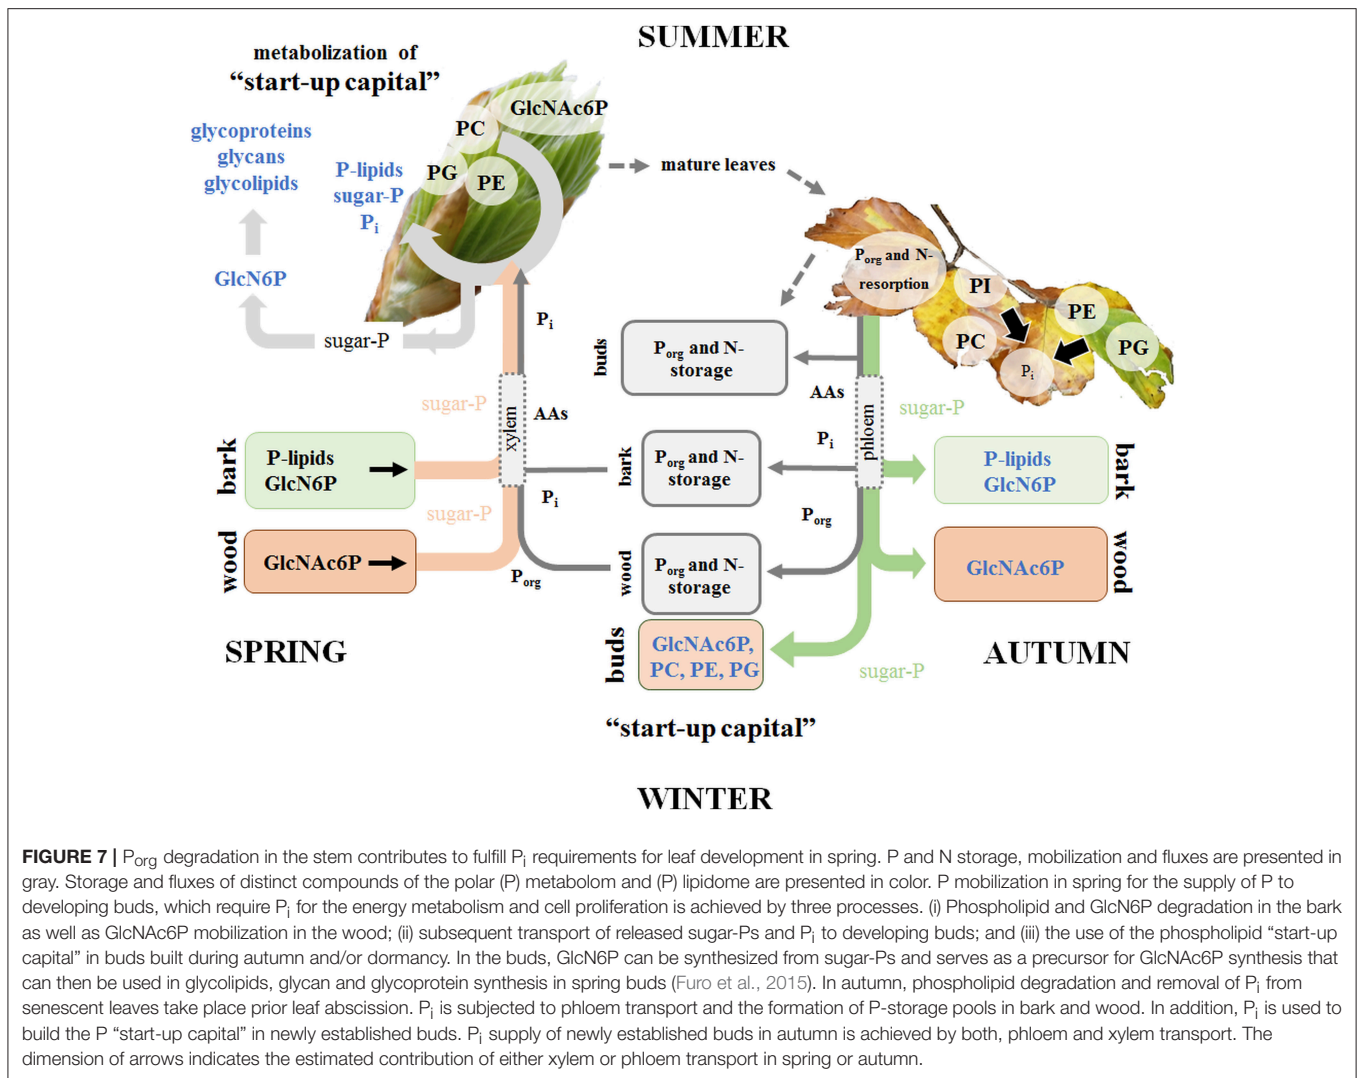 SUMMER
metabolization of
“start-up capital”
GlcNAc6P
PC
PG
PE
glycoproteins
glycans
glycolipids
P-lipids
sugar-P
Pi
GlcN6P
sugar-P
mature leaves
Porg and N-
resorption
PI
PE
PC
PG
Pi
Pi
sugar-P
xylem
AAs
buds
Porg and N-
storage
AAs
sugar-P
phloem
Pi
bark
P-lipids
GlcN6P
bark
Porg and N-
storage
P-lipids
GlcN6P
bark
sugar-P
Pi
Porg
wood
GlcNAc6P
Porg
wood
Porg and N-
storage
GlcNAc6P
wood
SPRING
buds
GlcNAc6P,
PC, PE, PG
sugar-P
AUTUMN
“start-up capital”
WINTER
FIGURE 7 | Porg degradation in the stem contributes to fulfill Pi requirements for leaf development in spring. P and N storage, mobilization and fluxes are presented in
gray. Storage and fluxes of distinct compounds of the polar (P) metabolom and (P) lipidome are presented in color. P mobilization in spring for the supply of P to
developing buds, which require Pi for the energy metabolism and cell proliferation is achieved by three processes. (i) Phospholipid and GlcN6P degradation in the bark
as well as GlcNAc6P mobilization in the wood; (ii) subsequent transport of released sugar-Ps and Pi to developing buds; and (iii) the use of the phospholipid “start-up
capital” in buds built during autumn and/or dormancy. In the buds, GlcN6P can be synthesized from sugar-Ps and serves as a precursor for GlcNAc6P synthesis that
can then be used in glycolipids, glycan and glycoprotein synthesis in spring buds (Furo et al., 2015). In autumn, phospholipid degradation and removal of Pi from
senescent leaves take place prior leaf abscission. Pi is subjected to phloem transport and the formation of P-storage pools in bark and wood. In addition, Pi is used to
build the P “start-up capital” in newly established buds. Pi supply of newly established buds in autumn is achieved by both, phloem and xylem transport. The
dimension of arrows indicates the estimated contribution of either xylem or phloem transport in spring or autumn.